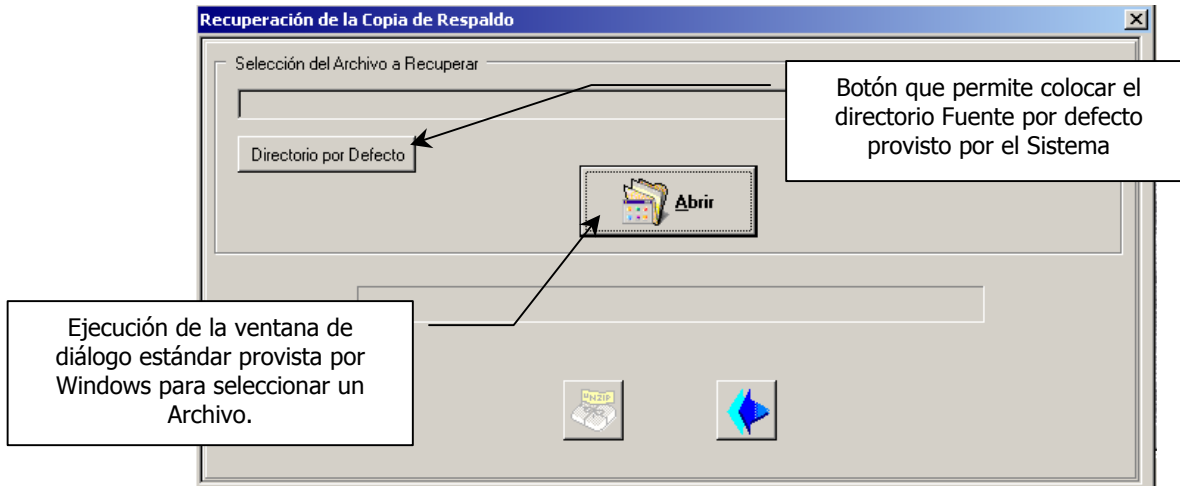 Recuperación de la Copia de Respaldo
Selección del Archivo a Recuperar
Botón que permite colocar el
directorio Fuente por defecto
provisto por el Sistema
Directorio por Defecto
Abrir
Ejecución de la ventana de
diálogo estándar provista por
Windows para seleccionar un
Archivo.
UNZIP